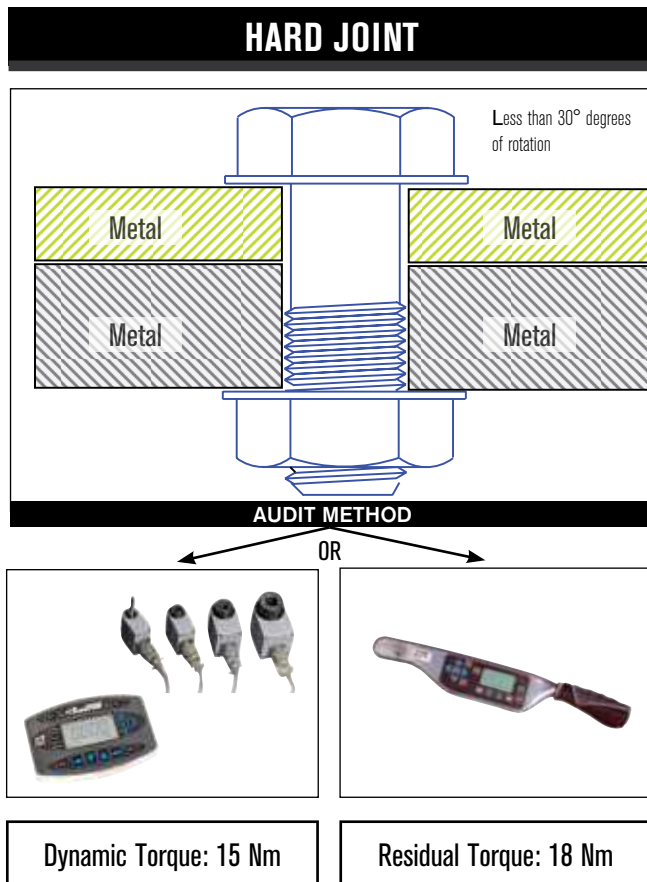 HARD JOINT
Less than 30° degrees
of rotation
Metal
Metal
Metal
Metal
AUDIT METHOD
OR
Dynamic Torque: 15 Nm
Residual Torque: 18 Nm